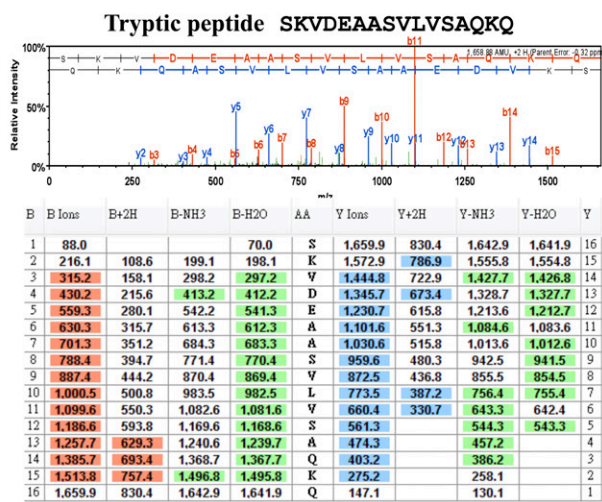 Tryptic peptide SKVDEAASVLVSAQKQ
100%
1,658.88 AMU, +2 H (Parent Error: -0.32 ppm
S K V D E A A S V L V S A Q K Q
Q K Q A S V L V S A A E D V K S
Relative Intensity
75%
50%
25%
0%
y2 b3 y3 b4 y4 b5 y5 b6 y6 b7 y7 b8 y8 b9 y9 b10 y10 b11 y11 b12 y12 b13 y13 b14 y14 b15
0 250 500 750 1000 1250 1500
m/z
B B Ions B+2H B-NH3 B-H2O AA Y Ions Y+2H Y-NH3 Y-H2O Y
1 88.0 70.0 S 1,659.9 830.4 1,642.9 1,641.9 16
2 216.1 108.6 199.1 198.1 K 1,572.9 786.9 1,555.8 1,554.8 15
3 315.2 158.1 298.2 297.2 V 1,444.8 722.9 1,427.7 1,426.8 14
4 430.2 215.6 413.2 412.2 D 1,345.7 673.4 1,328.7 1,327.7 13
5 559.3 280.1 542.2 541.3 E 1,230.7 615.8 1,213.6 1,212.7 12
6 630.3 315.7 613.3 612.3 A 1,101.6 551.3 1,084.6 1,083.6 11
7 701.3 351.2 684.3 683.3 A 1,030.6 515.8 1,013.6 1,012.6 10
8 788.4 394.7 771.4 770.4 S 959.6 480.3 942.5 941.5 9
9 887.4 444.2 870.4 869.4 V 872.5 436.8 855.5 854.5 8
10 1,000.5 500.8 983.5 982.5 L 773.5 387.2 756.4 755.4 7
11 1,099.6 550.3 1,082.6 1,081.6 V 660.4 330.7 643.3 642.4 6
12 1,186.6 593.8 1,169.6 1,168.6 S 561.3 544.3 543.3 5
13 1,257.7 629.3 1,240.6 1,239.7 A 474.3 457.2 4
14 1,385.7 693.4 1,368.7 1,367.7 Q 403.2 386.2 3
15 1,513.8 757.4 1,496.8 1,495.8 K 275.2 258.1 2
16 1,659.9 830.4 1,642.9 1,641.9 Q 147.1 130.1 1